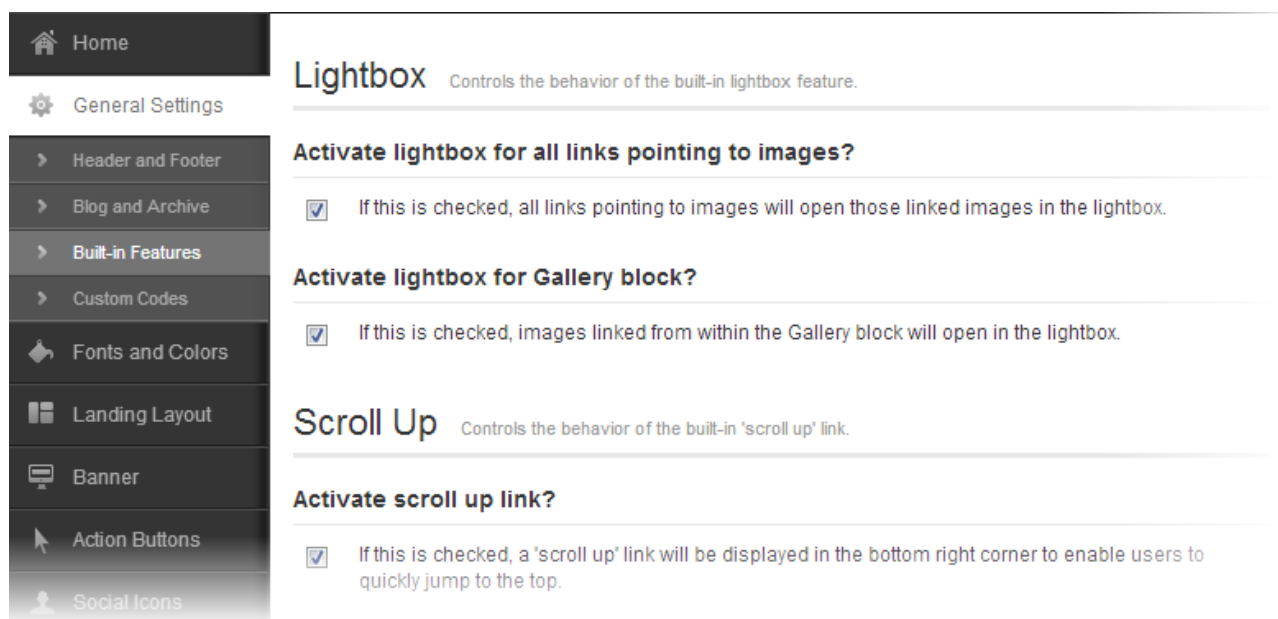 Home
General Settings
Header and Footer
Blog and Archive
Built-in Features
Custom Codes
Fonts and Colors
Landing Layout
Banner
Action Buttons
Social Icons
Lightbox Controls the behavior of the built-in lightbox feature.
Activate lightbox for all links pointing to images?
If this is checked, all links pointing to images will open those linked images in the lightbox.
Activate lightbox for Gallery block?
If this is checked, images linked from within the Gallery block will open in the lightbox.
Scroll Up Controls the behavior of the built-in 'scroll up' link.
Activate scroll up link?
If this is checked, a 'scroll up' link will be displayed in the bottom right corner to enable users to
quickly jump to the top.